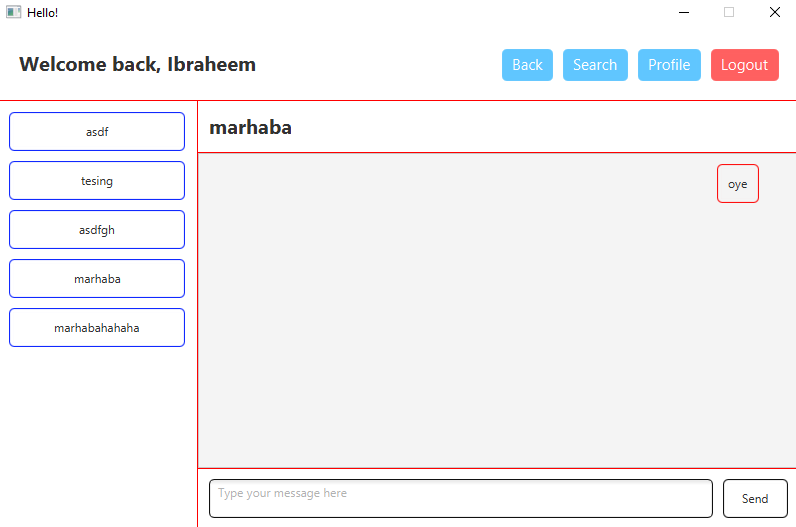 Hello!
Welcome back, Ibraheem
Back
Search
Profile
Logout
asdf
tesing
asdfgh
marhaba
marhabahahaha
marhaba
oye
Type your message here
Send